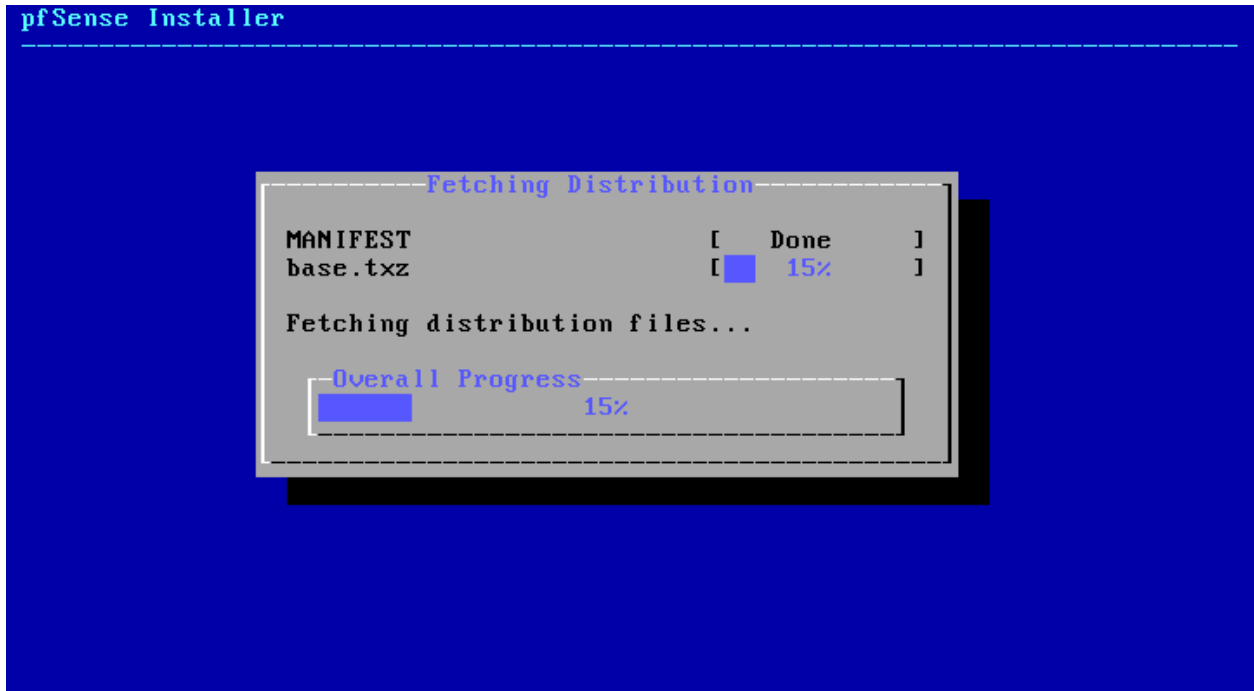 pfSense Installer
Fetching Distribution
MANIFEST [ Done ]
base.txz [ 15% ]
Fetching distribution files...
Overall Progress
15%